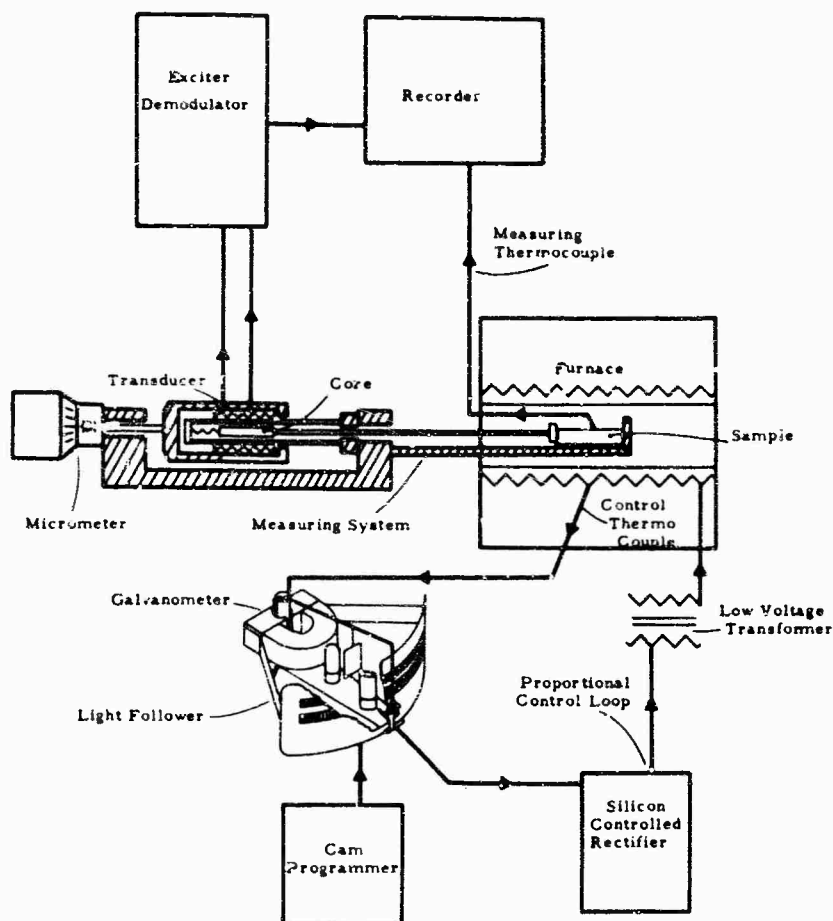 Exciter
Demodulator
Recorder
Measuring
Thermocouple
Transducer
Core
Furnace
Sample
Micrometer
Measuring System
Control
Thermo
Couple
Galvanometer
Low Voltage
Transformer
Light Follower
Proportional
Control Loop
Silicon
Controlled
Rectifier
Cam
Programmer